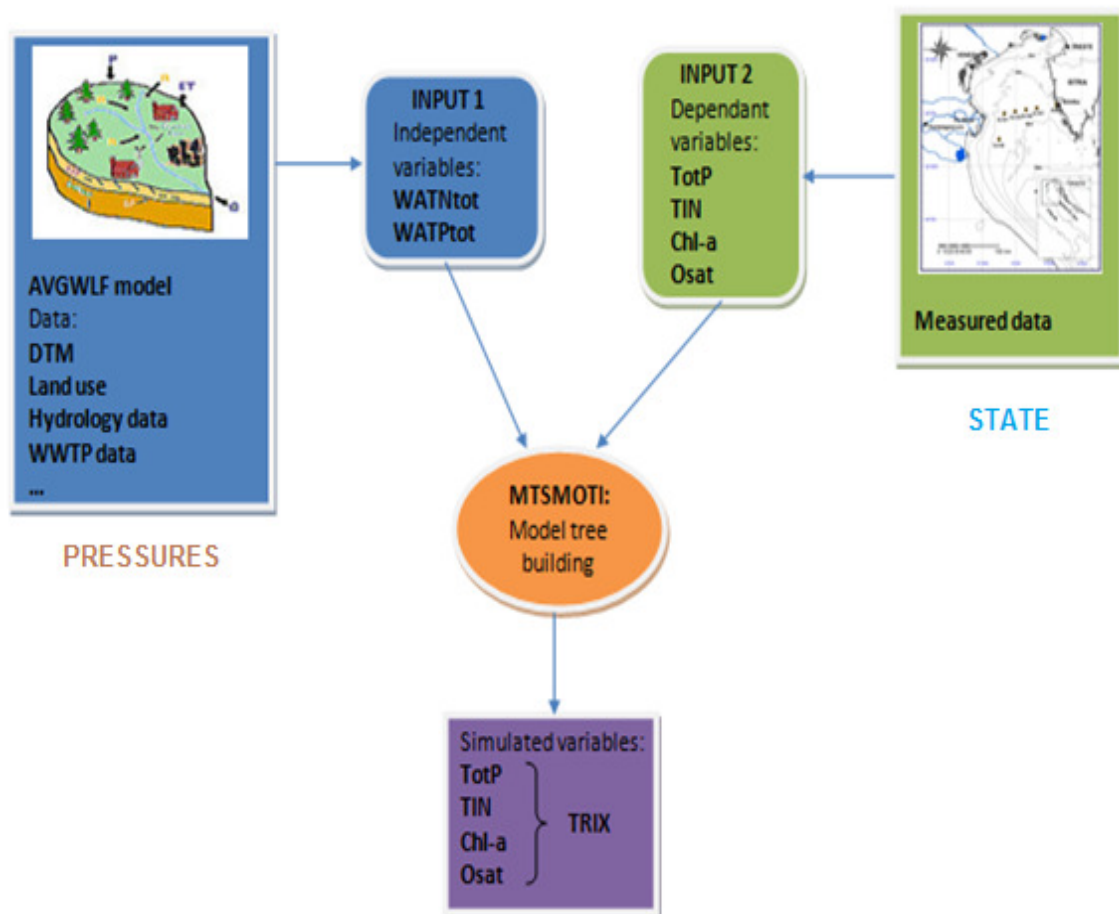 P
ET
G
AVGWLF model
Data:
DTM
Land use
Hydrology data
WWTP data
...
PRESSURES
INPUT 1
Independent
variables:
WATNtot
WATPtot
INPUT 2
Dependant
variables:
TotP
TIN
Chl-a
Osat
Measured data
STATE
MTSMOTI:
Model tree
building
Simulated variables:
TotP
TIN
Chl-a
Osat
TRIX